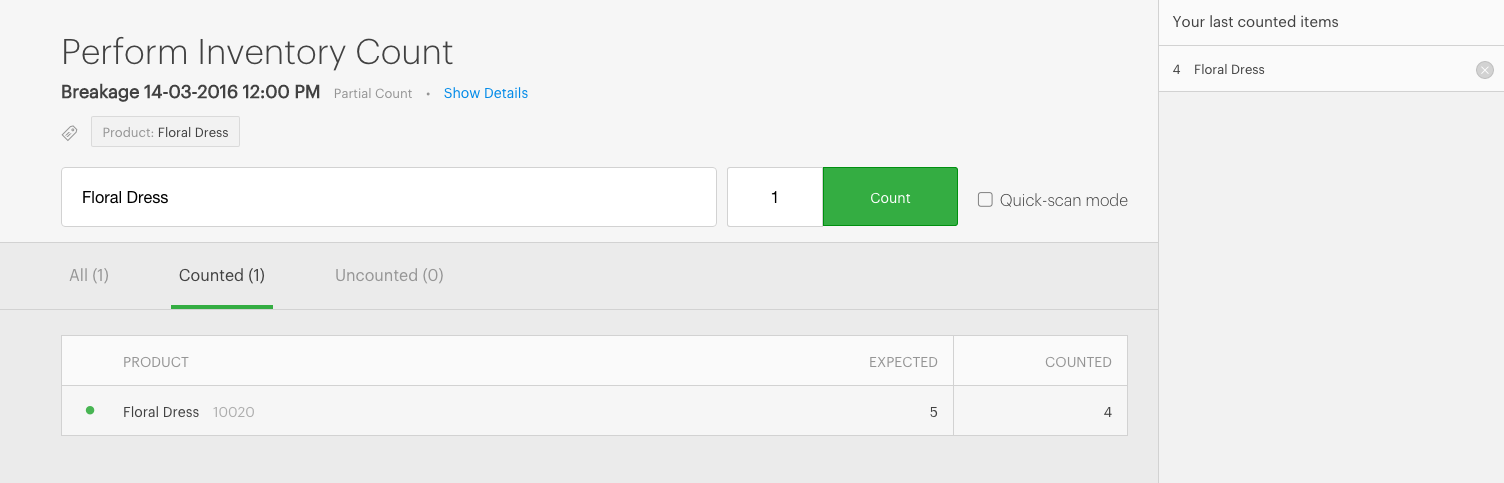 Perform Inventory Count
Breakage 14-03-2016 12:00 PM Partial Count • Show Details
Product: Floral Dress
Floral Dress 1 Count Quick-scan mode
All (1) Counted (1) Uncounted (0)
PRODUCT EXPECTED COUNTED
Floral Dress 10020 5 4
Your last counted items
4 Floral Dress